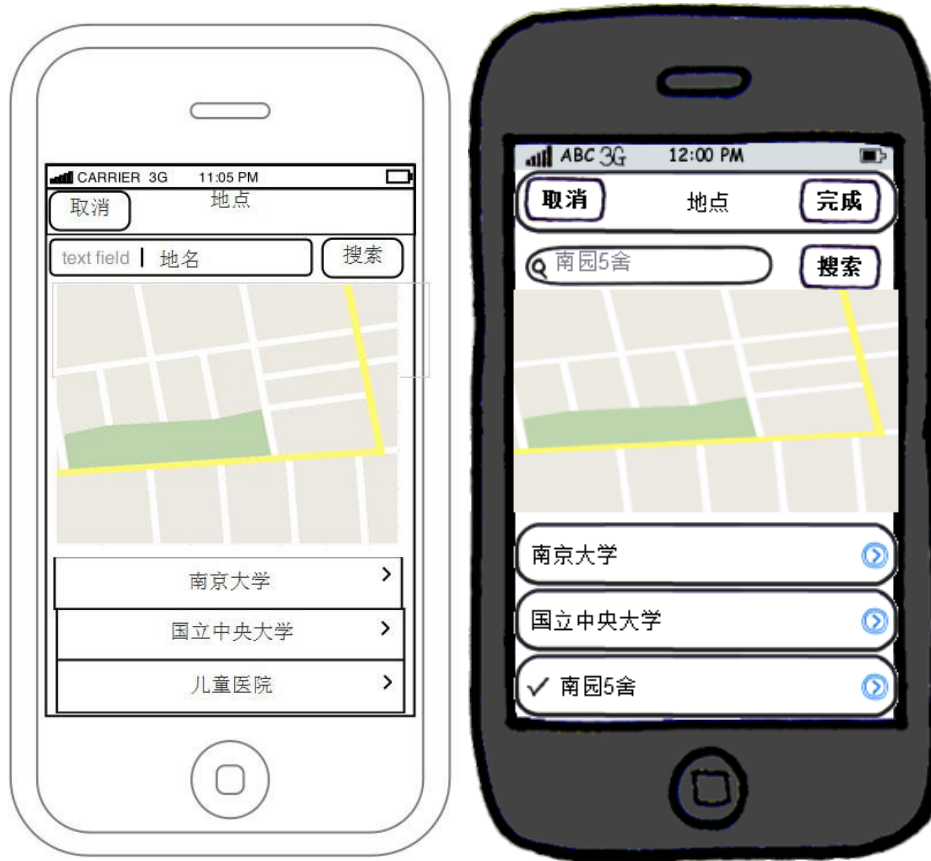 CARRIER 3G 11:05 PM
取消 地点
text field 地名 搜索
南京大学
国立中央大学
儿童医院
ABC 3G 12:00 PM
取消 地点 完成
南园5舍 搜索
南京大学
国立中央大学
南园5舍